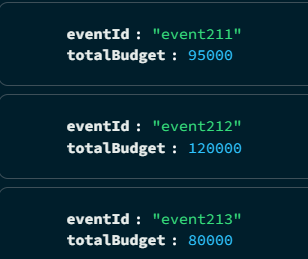 eventId : "event211"
totalBudget : 95000
eventId : "event212"
totalBudget : 120000
eventId : "event213"
totalBudget : 80000